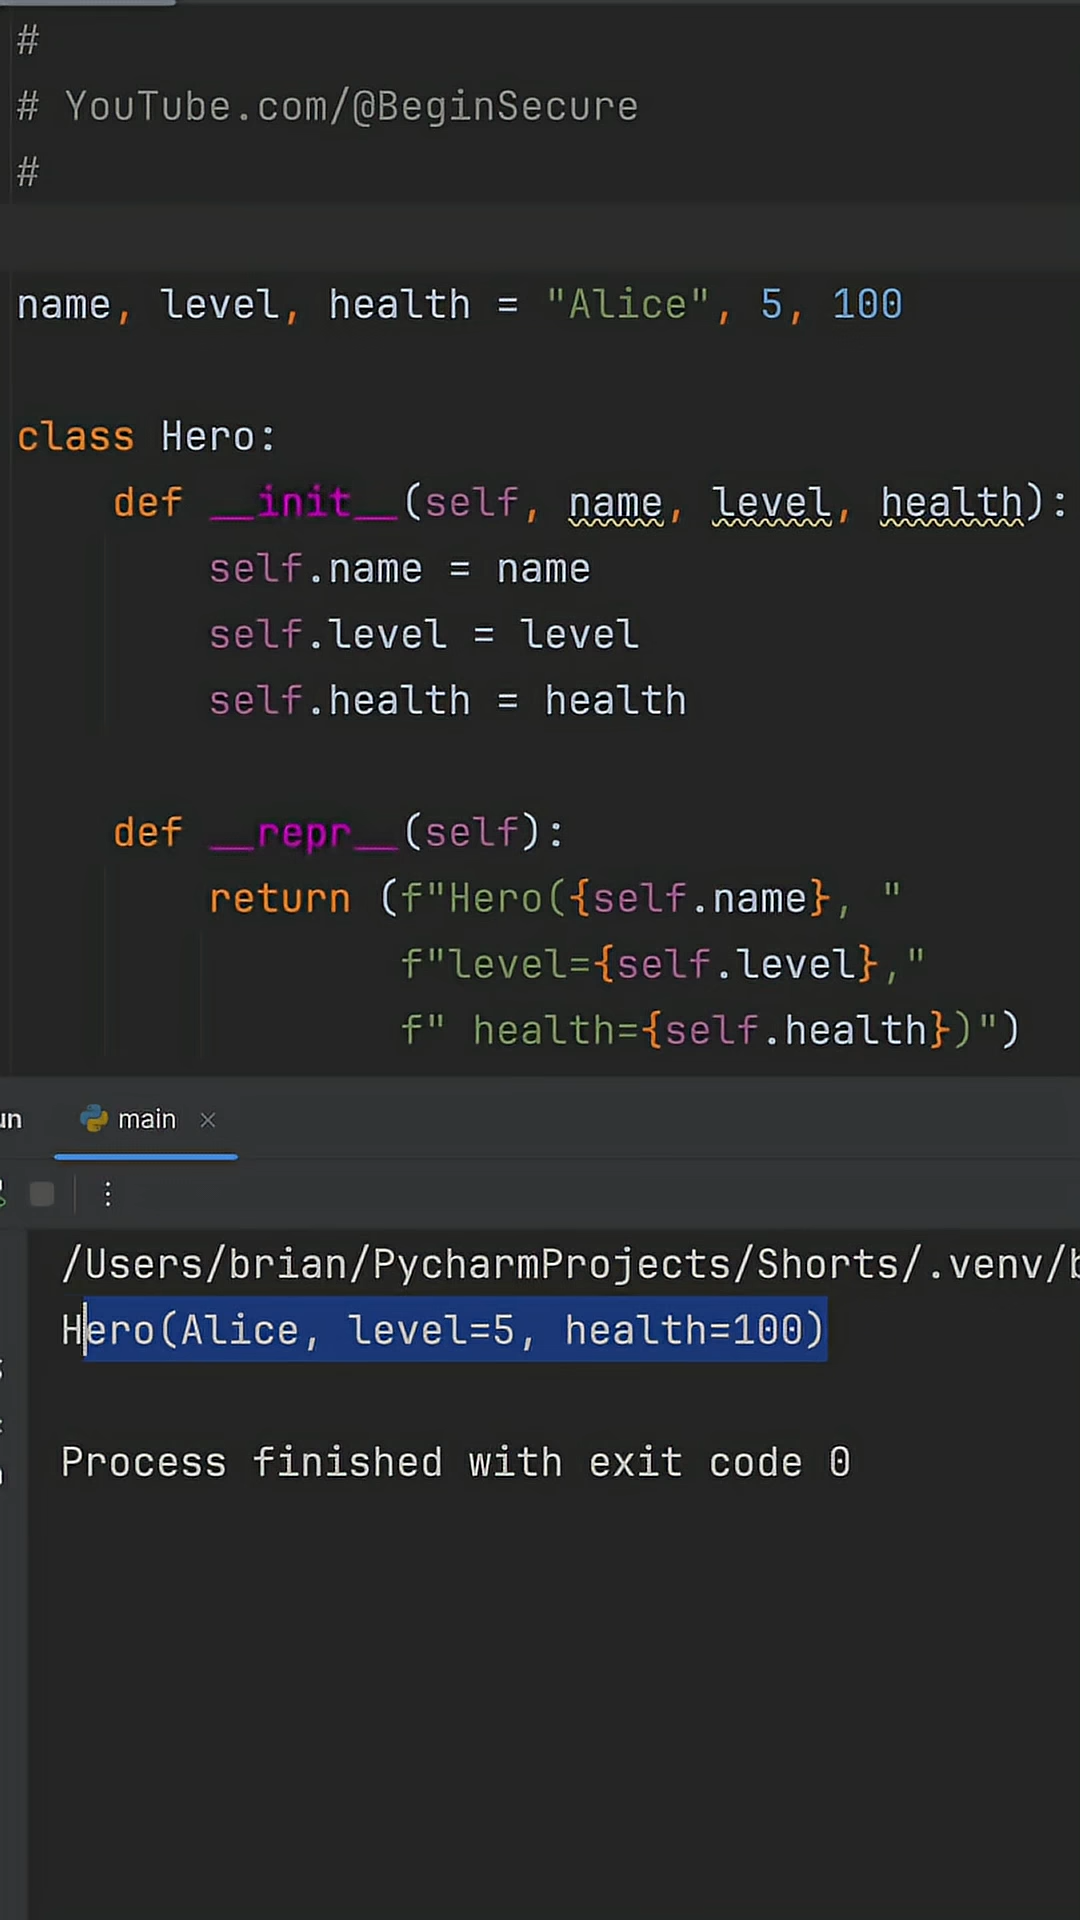 #
# YouTube.com/@BeginSecure
#
name, level, health = "Alice", 5, 100
class Hero:
    def __init__(self, name, level, health):
        self.name = name
        self.level = level
        self.health = health
    def __repr__(self):
        return (f"Hero({self.name}, "
                f"level={self.level},"
                f" health={self.health})")
main ×
/Users/brian/PycharmProjects/Shorts/.venv/
Hero(Alice, level=5, health=100)
Process finished with exit code 0